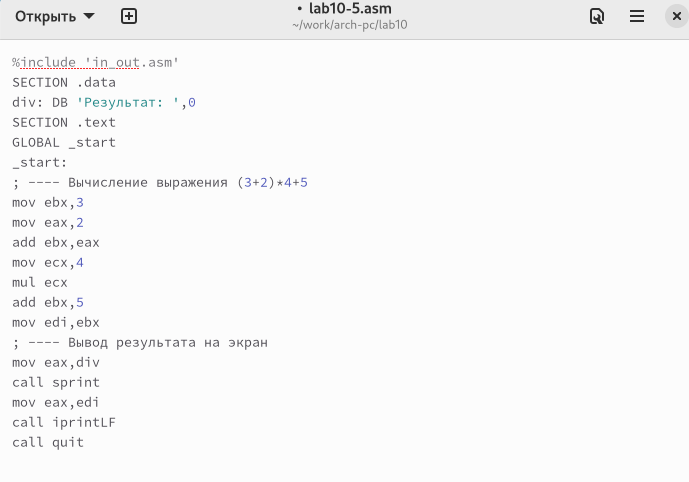 Открыть
• lab10-5.asm
~/work/arch-pc/lab10
%include 'in_out.asm'
SECTION .data
div: DB 'Результат: ',0
SECTION .text
GLOBAL _start
_start:
; ---- Вычисление выражения (3+2)*4+5
mov ebx,3
mov eax,2
add ebx,eax
mov ecx,4
mul ecx
add ebx,5
mov edi,ebx
; ---- Вывод результата на экран
mov eax,div
call sprint
mov eax,edi
call iprintLF
call quit